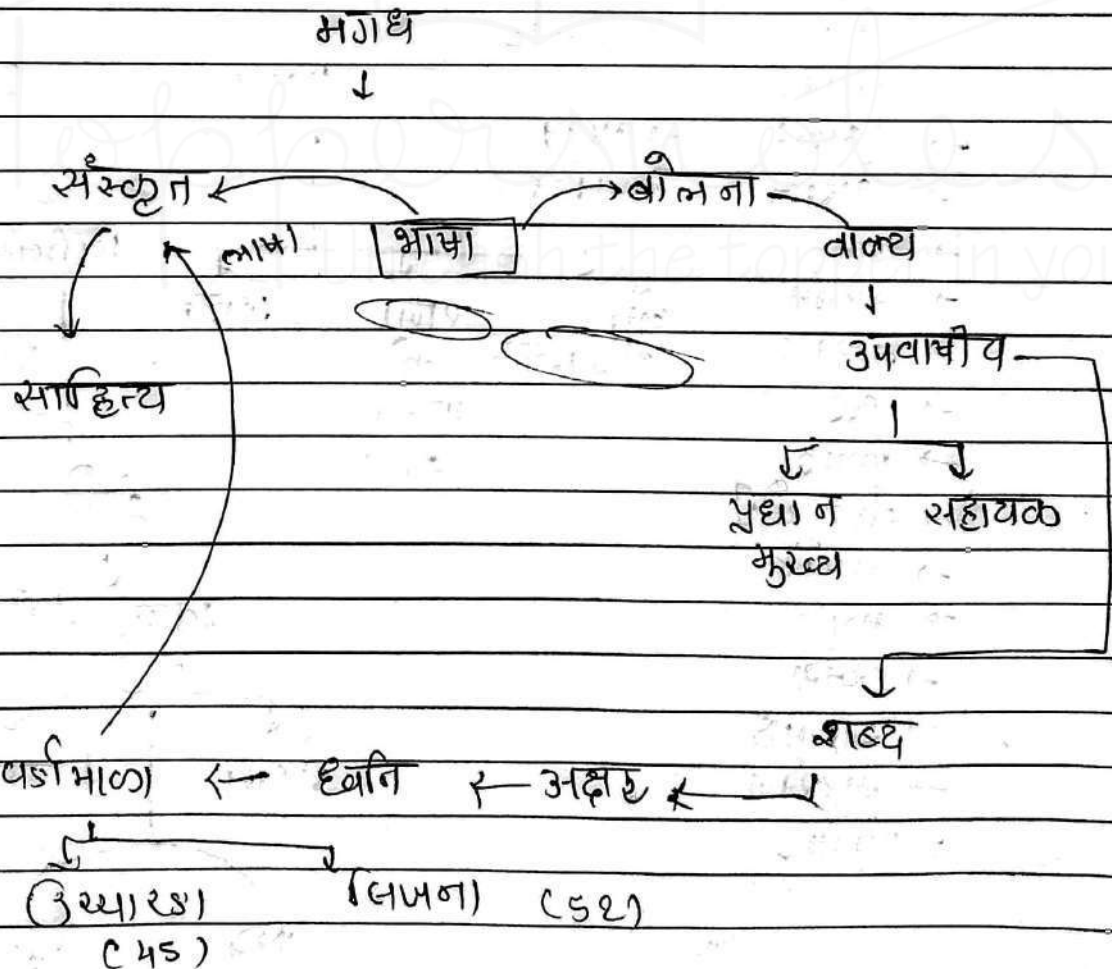 मगध
संस्कृत बोलना
भाषा भाषा वाक्य
उपवाषीय
साहित्य
प्रधान सहायक
मुख्य
शब्द
वर्णमाला ध्वनि अक्षर
उच्चारण लिखना (52)
(45)